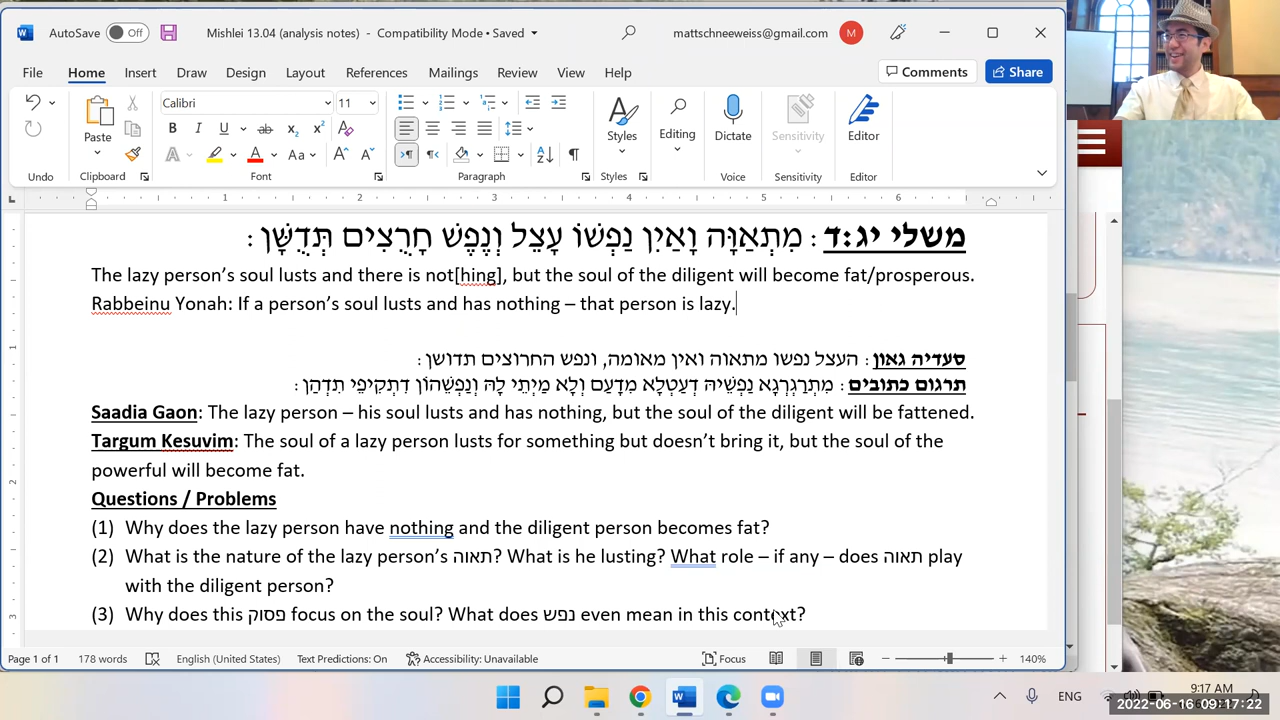 AutoSave Off Mishlei 13.04 (analysis notes) - Compatibility Mode • Saved mattschneeweiss@gmail.com M
File Home Insert Draw Design Layout References Mailings Review View Help Comments Share
Calibri 11
Paste Styles Editing Dictate Sensitivity Editor
Undo Clipboard Font Paragraph Styles Voice Sensitivity Editor
1 2 3 4 5 6
משלי יג:ד : מִתְאַוָּה וָאַיִן נַפְשׁוֹ עָצֵל וְנֶפֶשׁ חָרֻצִים תְּדֻשָּׁן :
The lazy person's soul lusts and there is not[hing], but the soul of the diligent will become fat/prosperous.
Rabbeinu Yonah: If a person's soul lusts and has nothing – that person is lazy.
סעדיה גאון : העצל נפשו מתאוה ואין מאומה, ונפש החרוצים תדושן :
תרגום כתובים : מִתְרַגְרְגָא נַפְשֵׁיהּ דְעַטְלָא מִדָעַם וְלָא מַיְתֵי לָהּ וְנַפְשֵׁהוֹן דְתַקִיפֵי תִדְהַן :
Saadia Gaon: The lazy person – his soul lusts and has nothing, but the soul of the diligent will be fattened.
Targum Kesuvim: The soul of a lazy person lusts for something but doesn't bring it, but the soul of the
powerful will become fat.
Questions / Problems
(1) Why does the lazy person have nothing and the diligent person becomes fat?
(2) What is the nature of the lazy person's תאוה? What is he lusting? What role – if any – does תאוה play
with the diligent person?
(3) Why does this פסוק focus on the soul? What does נפש even mean in this context?
Page 1 of 1 178 words English (United States) Text Predictions: On Accessibility: Unavailable Focus 140%
ENG 9:17 AM
2022-06-16 09:17:22